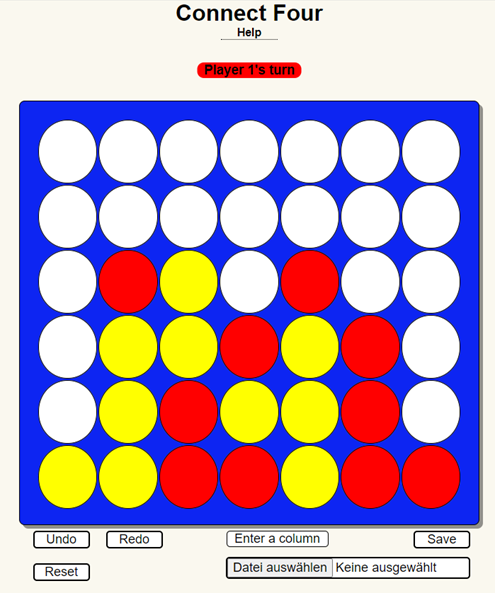 Connect Four
Help
Player 1's turn
Undo
Redo
Enter a column
Save
Reset
Datei auswählen Keine ausgewählt